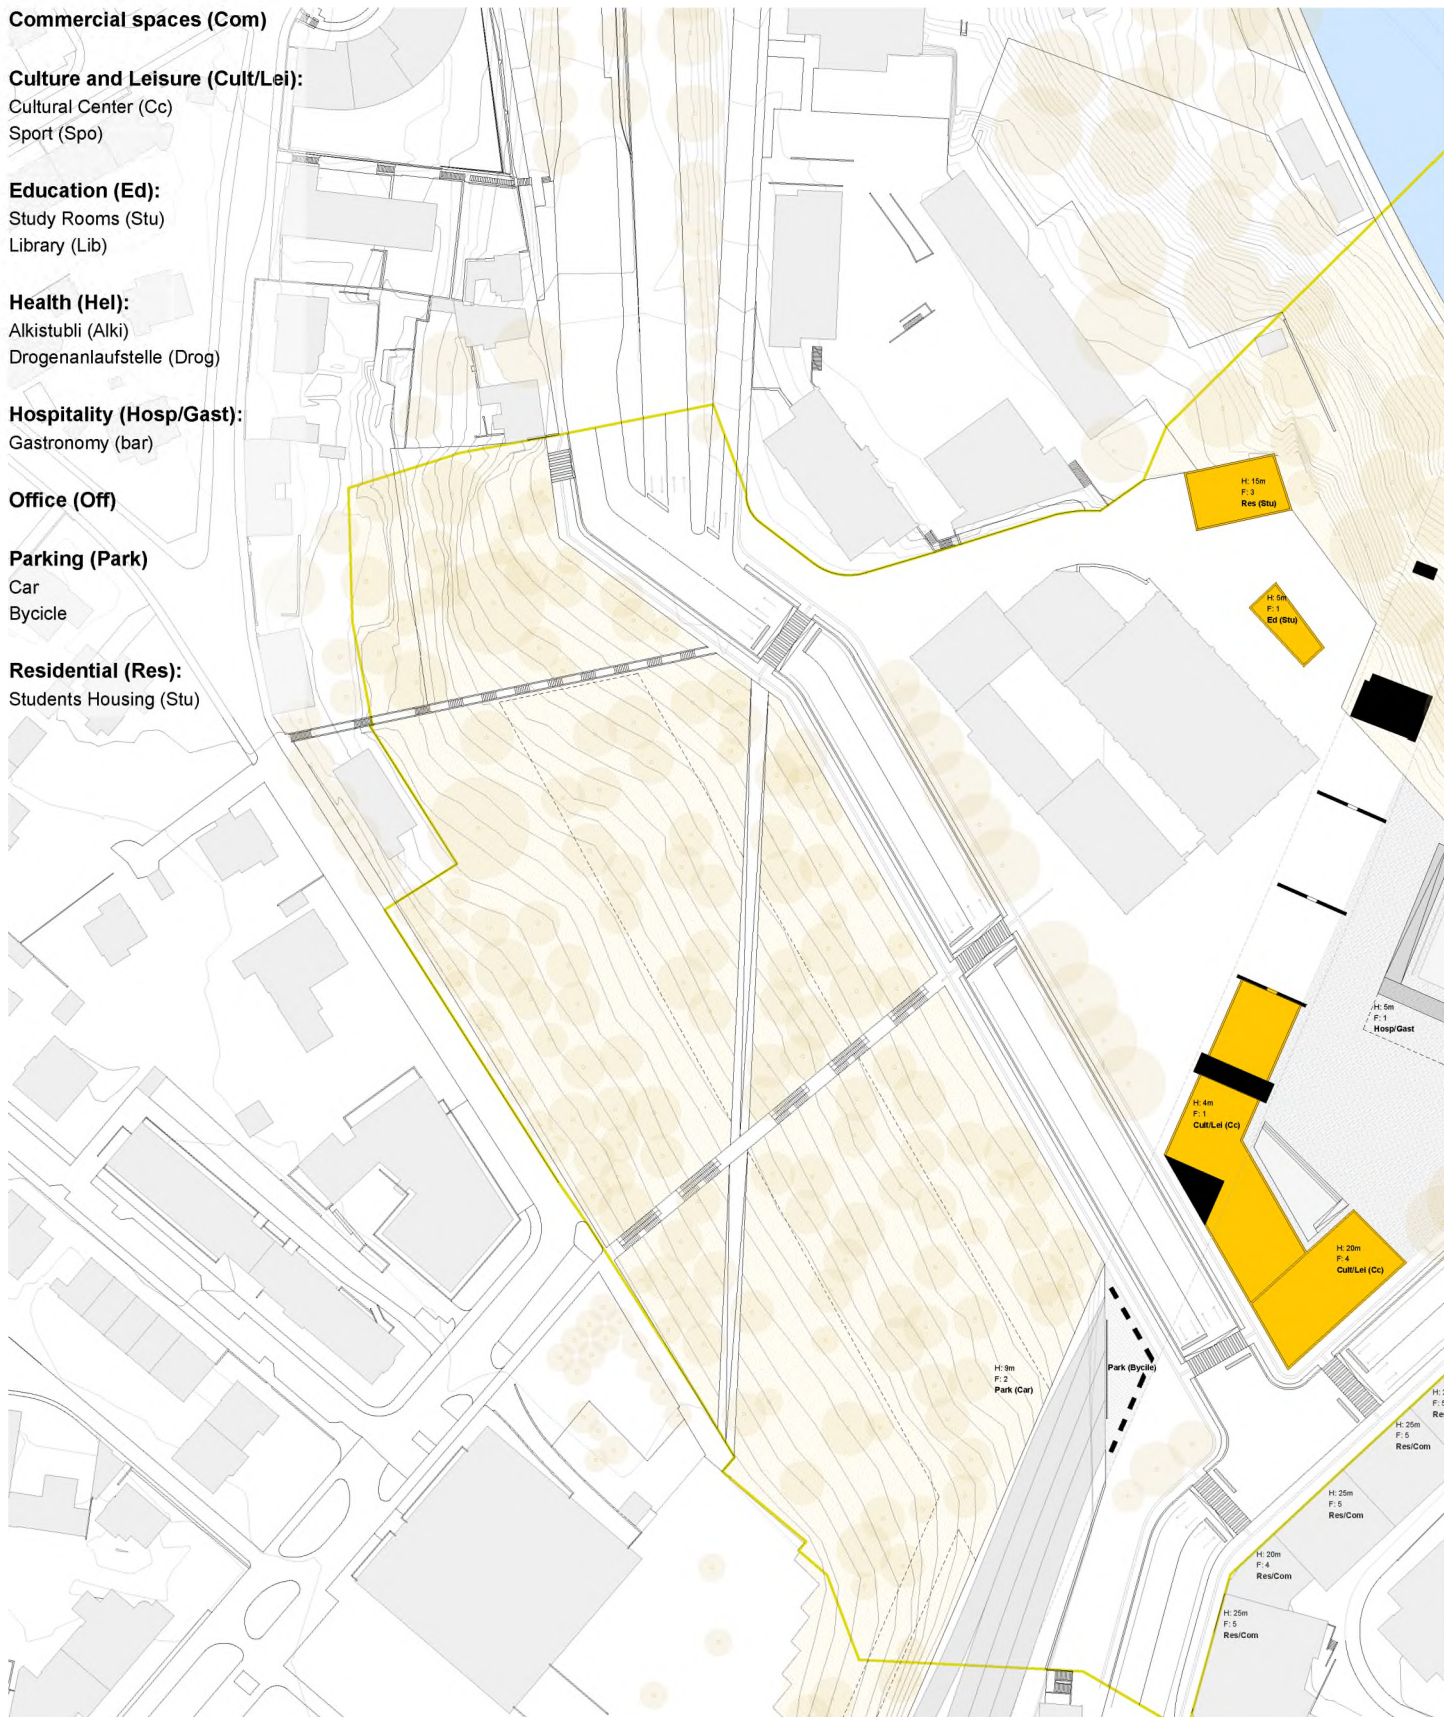 Commercial spaces (Com)
Culture and Leisure (Cult/Lei):
Cultural Center (Cc)
Sport (Spo)
Education (Ed):
Study Rooms (Stu)
Library (Lib)
Health (Hel):
Alkistubli (Alki)
Drogenanlaufstelle (Drog)
Hospitality (Hosp/Gast):
Gastronomy (bar)
Office (Off)
Parking (Park)
Car
Bycicle
Residential (Res):
Students Housing (Stu)
H: 15m
F: 3
Res (Stu)
H: 5m
F: 1
Ed (Stu)
H: 5m
F: 1
Hosp/Gast
H: 4m
F: 1
Cult/Lei (Cc)
H: 20m
F: 4
Cult/Lei (Cc)
H: 9m
F: 2
Park (Car)
Park (Bycile)
H: 25m
F: 5
Res/Com
H: 25m
F: 5
Res/Com
H: 20m
F: 4
Res/Com
H: 25m
F: 5
Res/Com